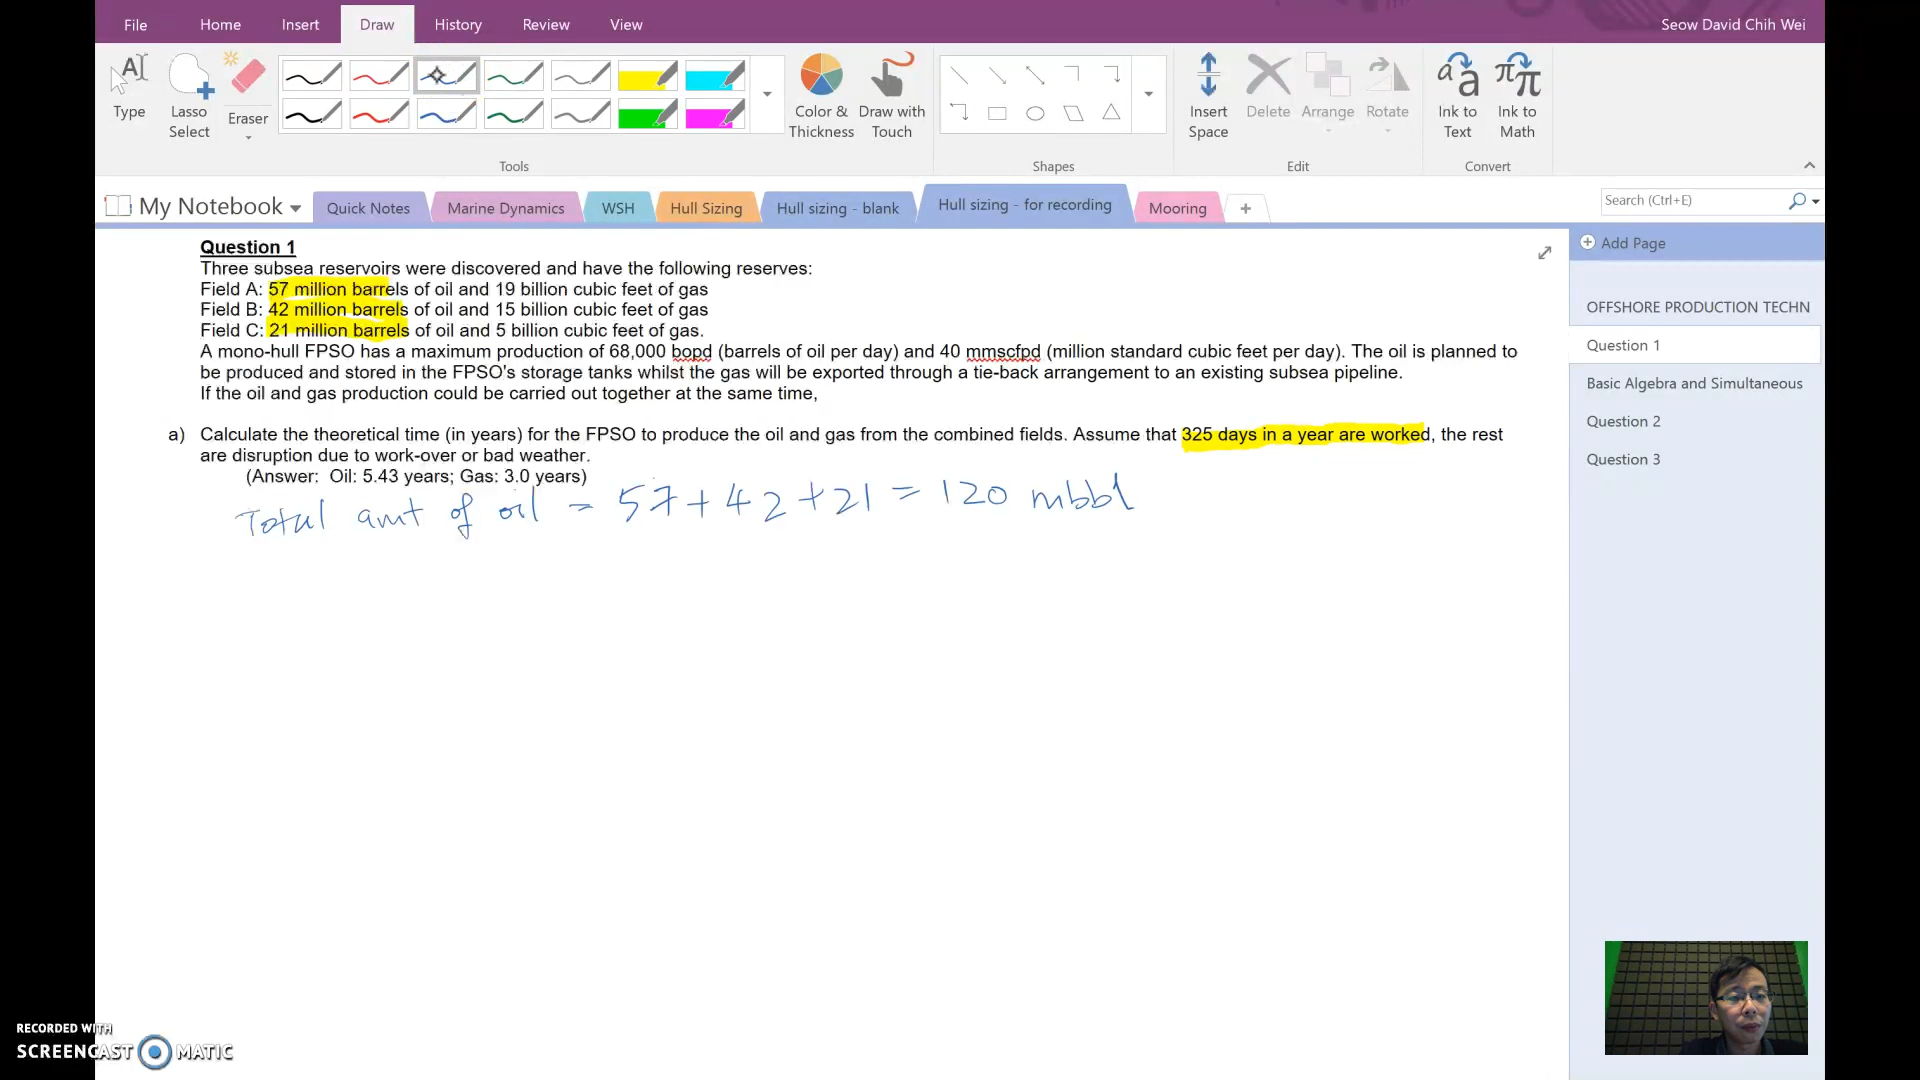 File Home Insert Draw History Review View Seow David Chih Wei
Type
Lasso Select
Eraser
Color & Thickness
Draw with Touch
Insert Space
Delete
Arrange
Rotate
Ink to Text
Ink to Math
Tools Shapes Edit Convert
My Notebook Quick Notes Marine Dynamics WSH Hull Sizing Hull sizing - blank Hull sizing - for recording Mooring + Search (Ctrl+E)
Add Page
Question 1
Three subsea reservoirs were discovered and have the following reserves:
Field A: 57 million barrels of oil and 19 billion cubic feet of gas
Field B: 42 million barrels of oil and 15 billion cubic feet of gas
Field C: 21 million barrels of oil and 5 billion cubic feet of gas.
A mono-hull FPSO has a maximum production of 68,000 bopd (barrels of oil per day) and 40 mmscfpd (million standard cubic feet per day). The oil is planned to
be produced and stored in the FPSO's storage tanks whilst the gas will be exported through a tie-back arrangement to an existing subsea pipeline.
If the oil and gas production could be carried out together at the same time,
a) Calculate the theoretical time (in years) for the FPSO to produce the oil and gas from the combined fields. Assume that 325 days in a year are worked, the rest
are disruption due to work-over or bad weather.
(Answer: Oil: 5.43 years; Gas: 3.0 years)
Total amt of oil = 57+42+21 = 120 mbbl
OFFSHORE PRODUCTION TECHN
Question 1
Basic Algebra and Simultaneous
Question 2
Question 3
RECORDED WITH
SCREENCAST MATIC